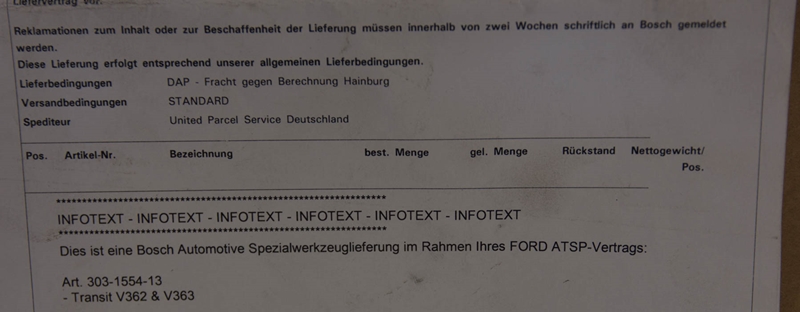 Liefervertrag vor.
Reklamationen zum Inhalt oder zur Beschaffenheit der Lieferung müssen innerhalb von zwei Wochen schriftlich an Bosch gemeldet
werden.
Diese Lieferung erfolgt entsprechend unserer allgemeinen Lieferbedingungen.
Lieferbedingungen DAP - Fracht gegen Berechnung Hainburg
Versandbedingungen STANDARD
Spediteur United Parcel Service Deutschland
Pos. Artikel-Nr. Bezeichnung best. Menge gel. Menge Rückstand Nettogewicht/
Pos.
******************************************************************
INFOTEXT - INFOTEXT - INFOTEXT - INFOTEXT - INFOTEXT - INFOTEXT
******************************************************************
Dies ist eine Bosch Automotive Spezialwerkzeuglieferung im Rahmen Ihres FORD ATSP-Vertrags:
Art. 303-1554-13
- Transit V362 & V363